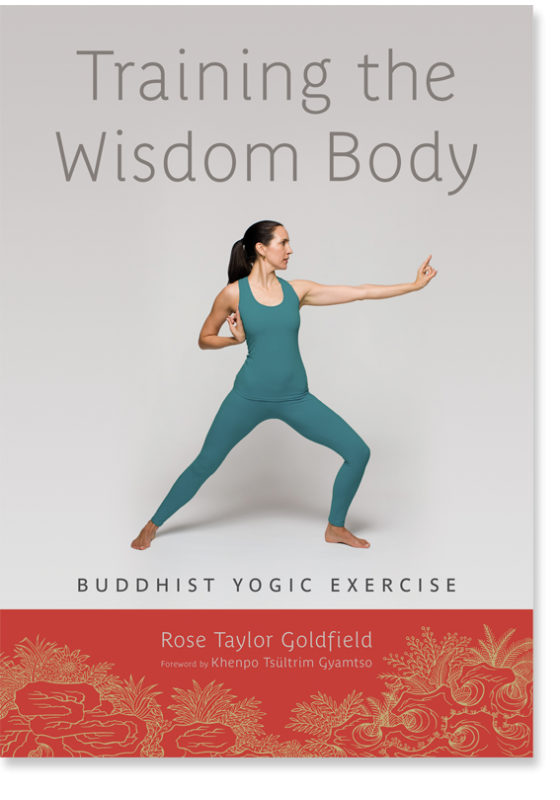 Training the
Wisdom Body
BUDDHIST YOGIC EXERCISE
Rose Taylor Goldfield
Foreword by Khenpo Tsültrim Gyamtso